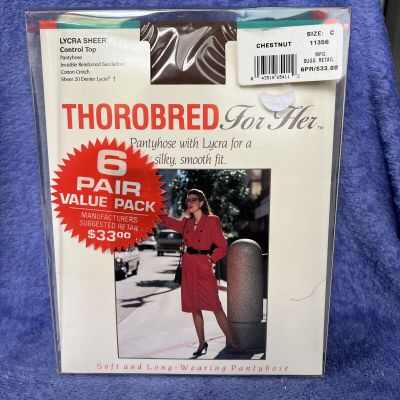 LYCRA SHEER
Control Top
Pantyhose
Invisible Reinforced Sandalfoot
Cotton Crotch
Sheer 20 Denier Lycra® †
SIZE: C
CHESTNUT 11356
MFG.
SUGG. RETAIL
6PR/$33.00
THOROBRED For Her™
Pantyhose with Lycra for a
silky, smooth fit.
6
PAIR
VALUE PACK
MANUFACTURERS
SUGGESTED RETAIL
$33.00
Soft and Long-Wearing Pantyhose